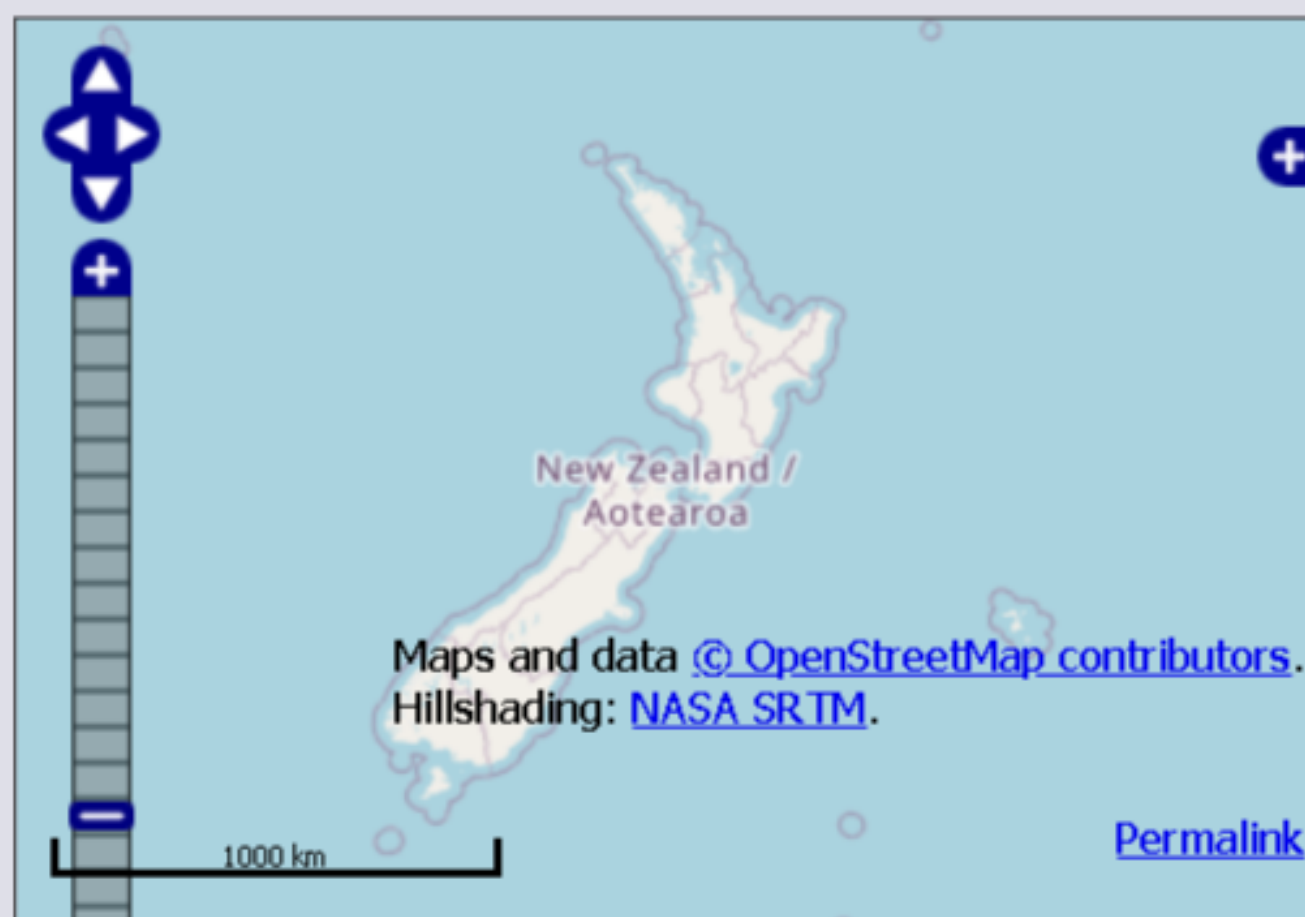 New Zealand /
Aotearoa
Maps and data © OpenStreetMap contributors.
Hillshading: NASA SRTM.
Permalink
1000 km